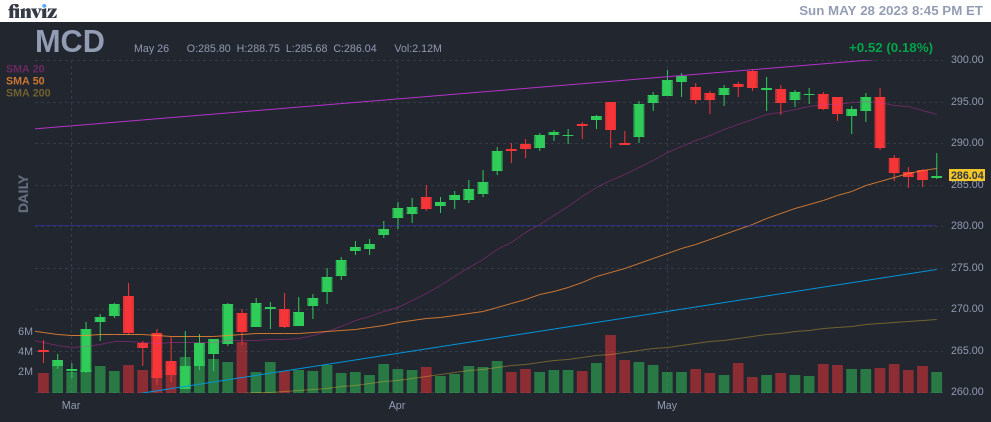 finviz
Sun MAY 28 2023 8:45 PM ET
MCD
May 26 O:285.80 H:288.75 L:285.68 C:286.04 Vol:2.12M
+0.52 (0.18%)
SMA 20
SMA 50
SMA 200
DAILY
300.00
295.00
290.00
286.04
285.00
280.00
275.00
270.00
265.00
260.00
6M
4M
2M
Mar
Apr
May